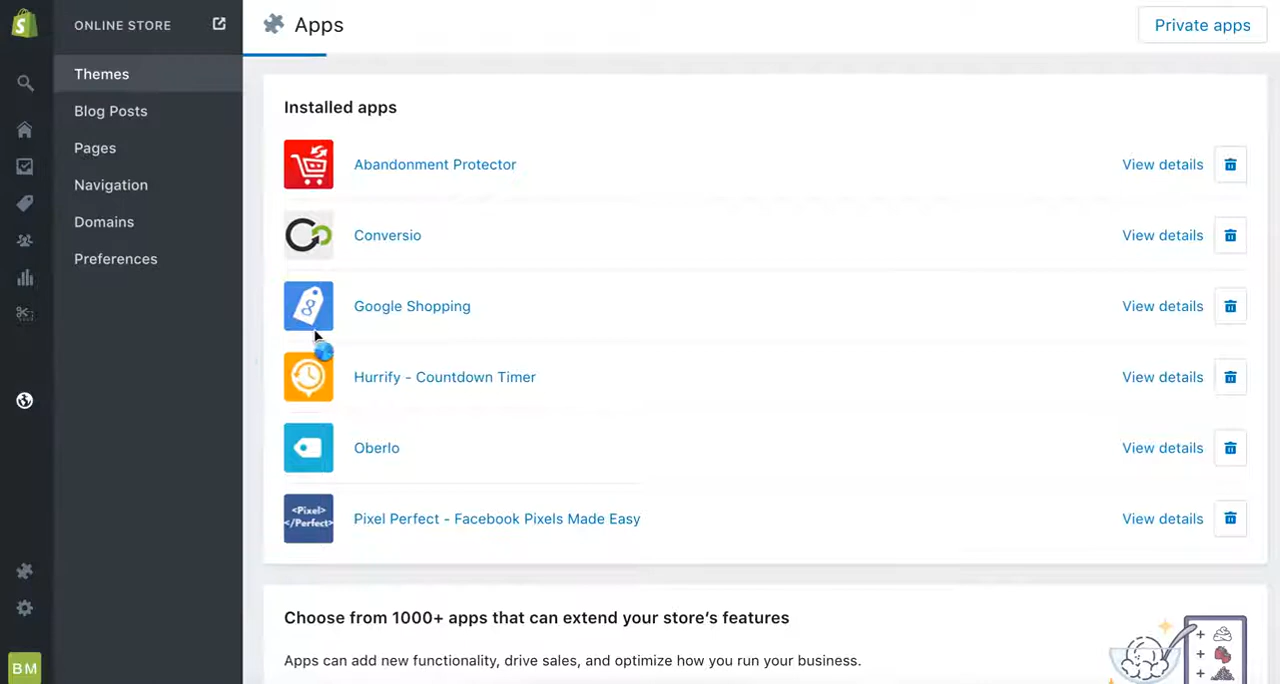 ONLINE STORE
Themes
Blog Posts
Pages
Navigation
Domains
Preferences
BM
Apps
Private apps
Installed apps
Abandonment Protector
View details
Conversio
View details
Google Shopping
View details
Hurrify - Countdown Timer
View details
Oberlo
View details
<Pixel>
</Perfect>
Pixel Perfect - Facebook Pixels Made Easy
View details
Choose from 1000+ apps that can extend your store’s features
Apps can add new functionality, drive sales, and optimize how you run your business.